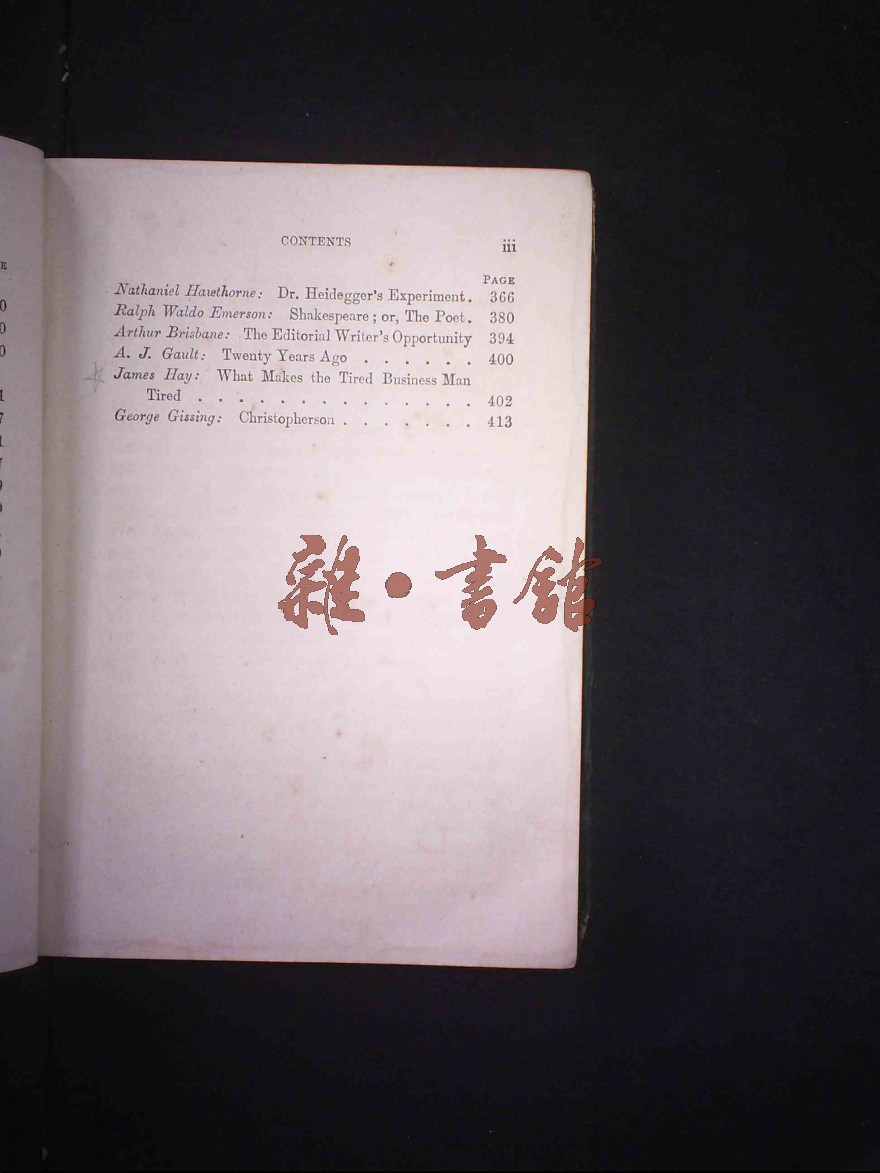 CONTENTS iii
PAGE
Nathaniel Hawthorne: Dr. Heidegger's Experiment. 366
Ralph Waldo Emerson: Shakespeare; or, The Poet. 380
Arthur Brisbane: The Editorial Writer's Opportunity 394
A. J. Gault: Twenty Years Ago . . . . . . 400
James Hay: What Makes the Tired Business Man
Tired . . . . . . . . . . . . . . 402
George Gissing: Christopherson . . . . . . . 413
雜•書館